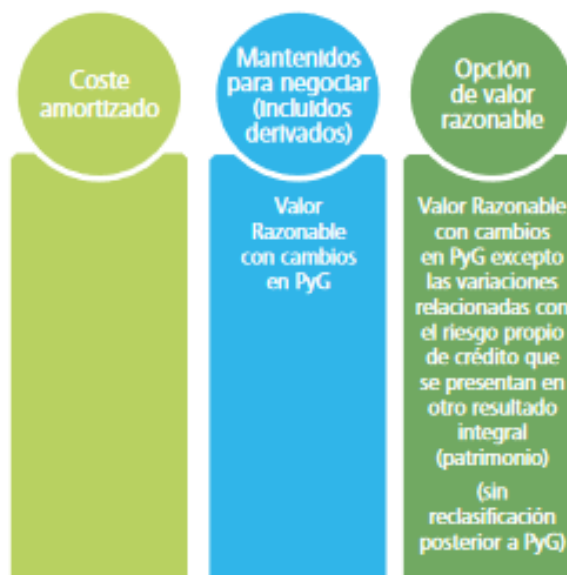 Coste
amortizado
Mantenidos
para negociar
(incluidos
derivados)
Valor
Razonable
con cambios
en PyG
Opción
de valor
razonable
Valor Razonable
con cambios
en PyG excepto
las variaciones
relacionadas con
el riesgo propio
de crédito que
se presentan en
otro resultado
integral
(patrimonio)
(sin
reclasificación
posterior a PyG)